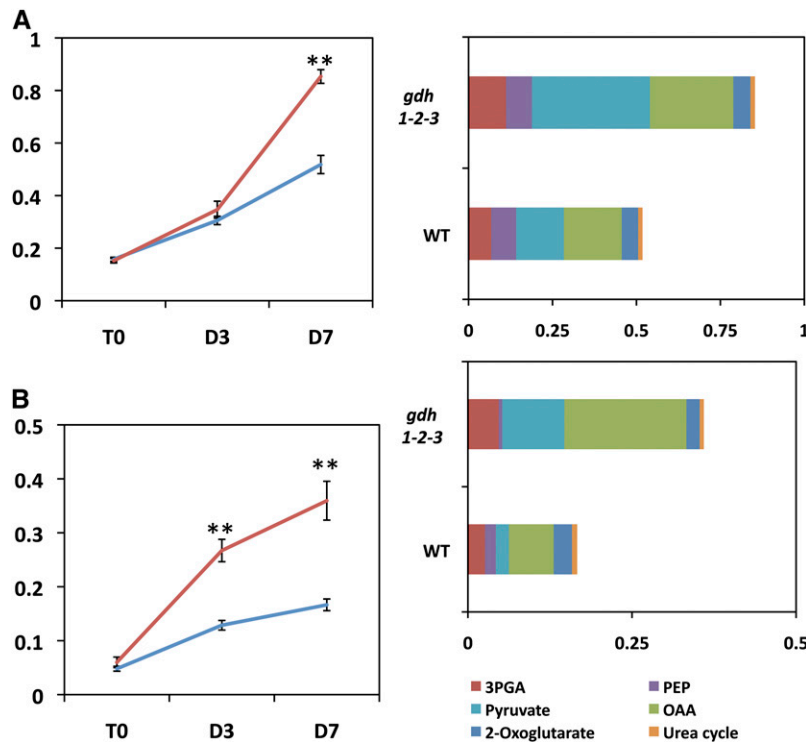 A
1
0.8
0.6
0.4
0.2
0
**
T0 D3 D7
gdh
1-2-3
WT
0 0.25 0.5 0.75 1
B
0.5
0.4
0.3
0.2
0.1
0
**
**
T0 D3 D7
gdh
1-2-3
WT
0 0.25 0.5
3PGA PEP
Pyruvate OAA
2-Oxoglutarate Urea cycle